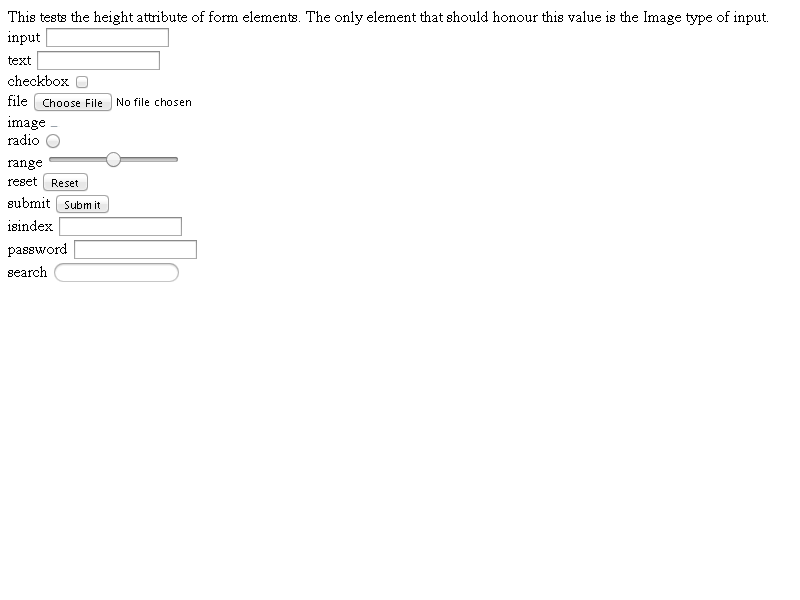 This tests the height attribute of form elements. The only element that should honour this value is the Image type of input.
input
text
checkbox
file Choose File No file chosen
image
radio
range
reset Reset
submit Submit
isindex
password
search